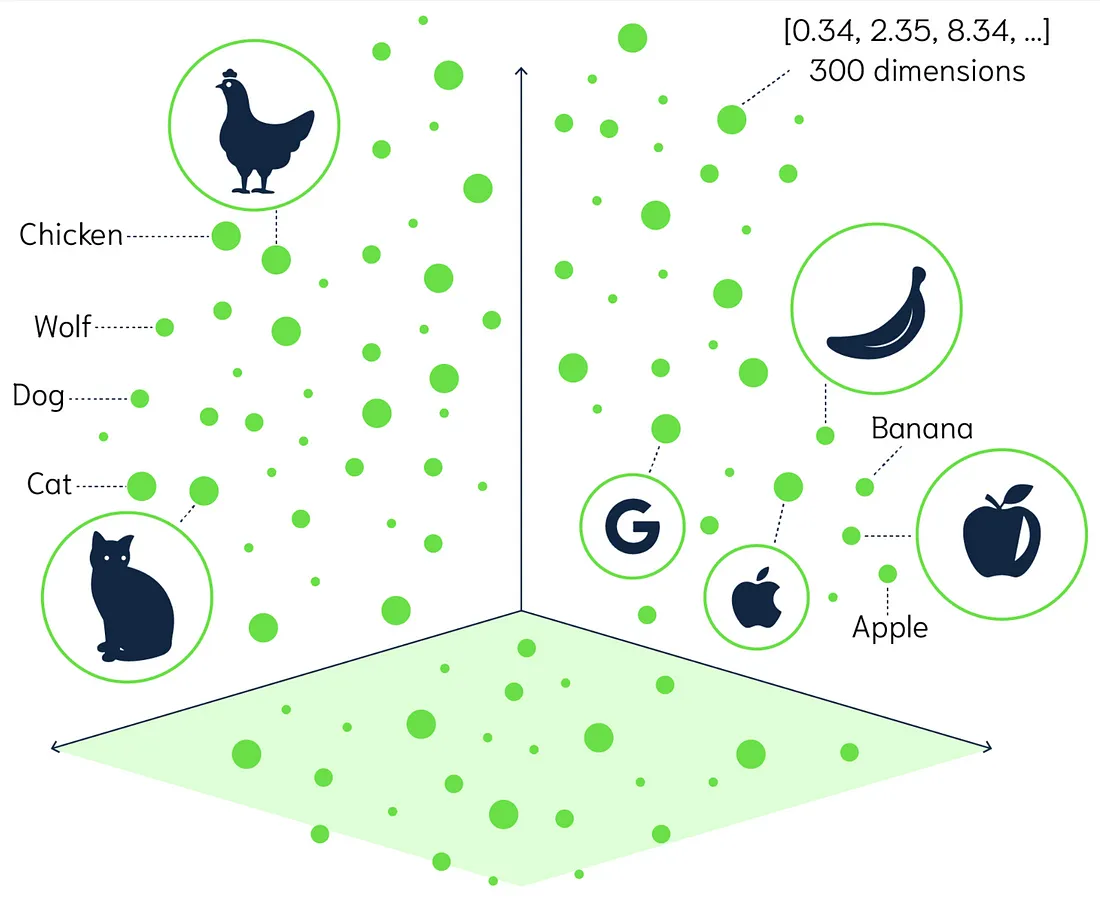 [0.34, 2.35, 8.34, ...]
300 dimensions
Chicken
Wolf
Dog
Cat
Banana
G
Apple